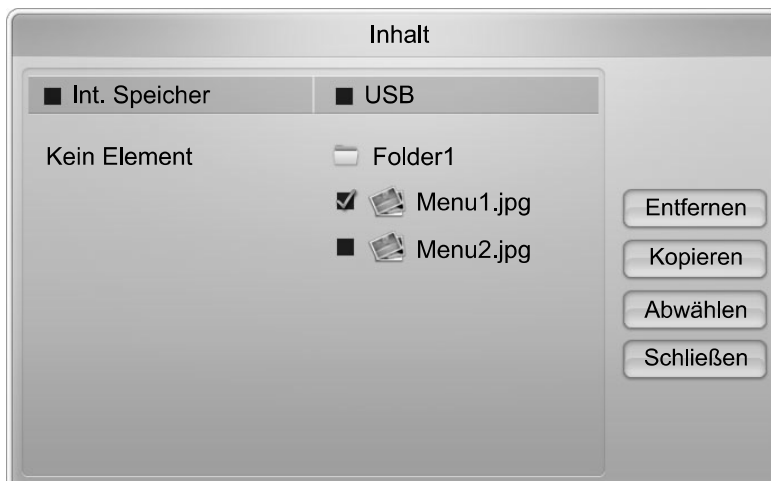 Inhalt
Int. Speicher USB
Kein Element Folder1
Menu1.jpg
Menu2.jpg
Entfernen
Kopieren
Abwählen
Schließen